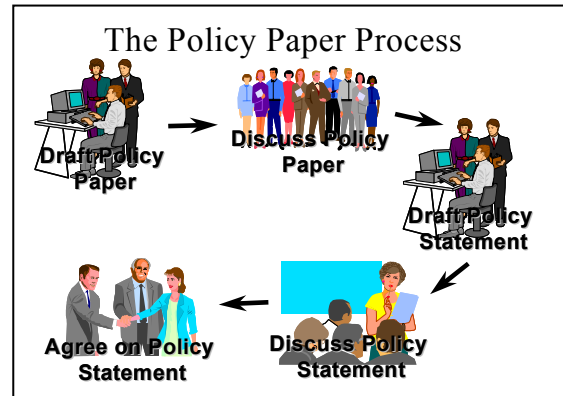 The Policy Paper Process
Draft Policy
Paper
Discuss Policy
Paper
Draft Policy
Statement
Discuss Policy
Statement
Agree on Policy
Statement